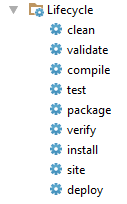 Lifecycle
clean
validate
compile
test
package
verify
install
site
deploy